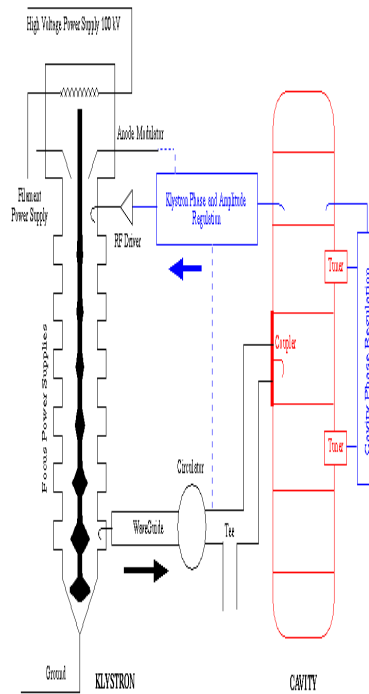 High Voltage Power Supply 100 kV
Anode Modulator
Filament
Power Supply
RF Driver
Klystron Phase and Amplitude
Regulation
Tuner
Cavity Phase Regulation
Coupler
Focus Power Supplies
Tuner
Circulator
WaveGuide
Tee
Ground
KLYSTRON
CAVITY